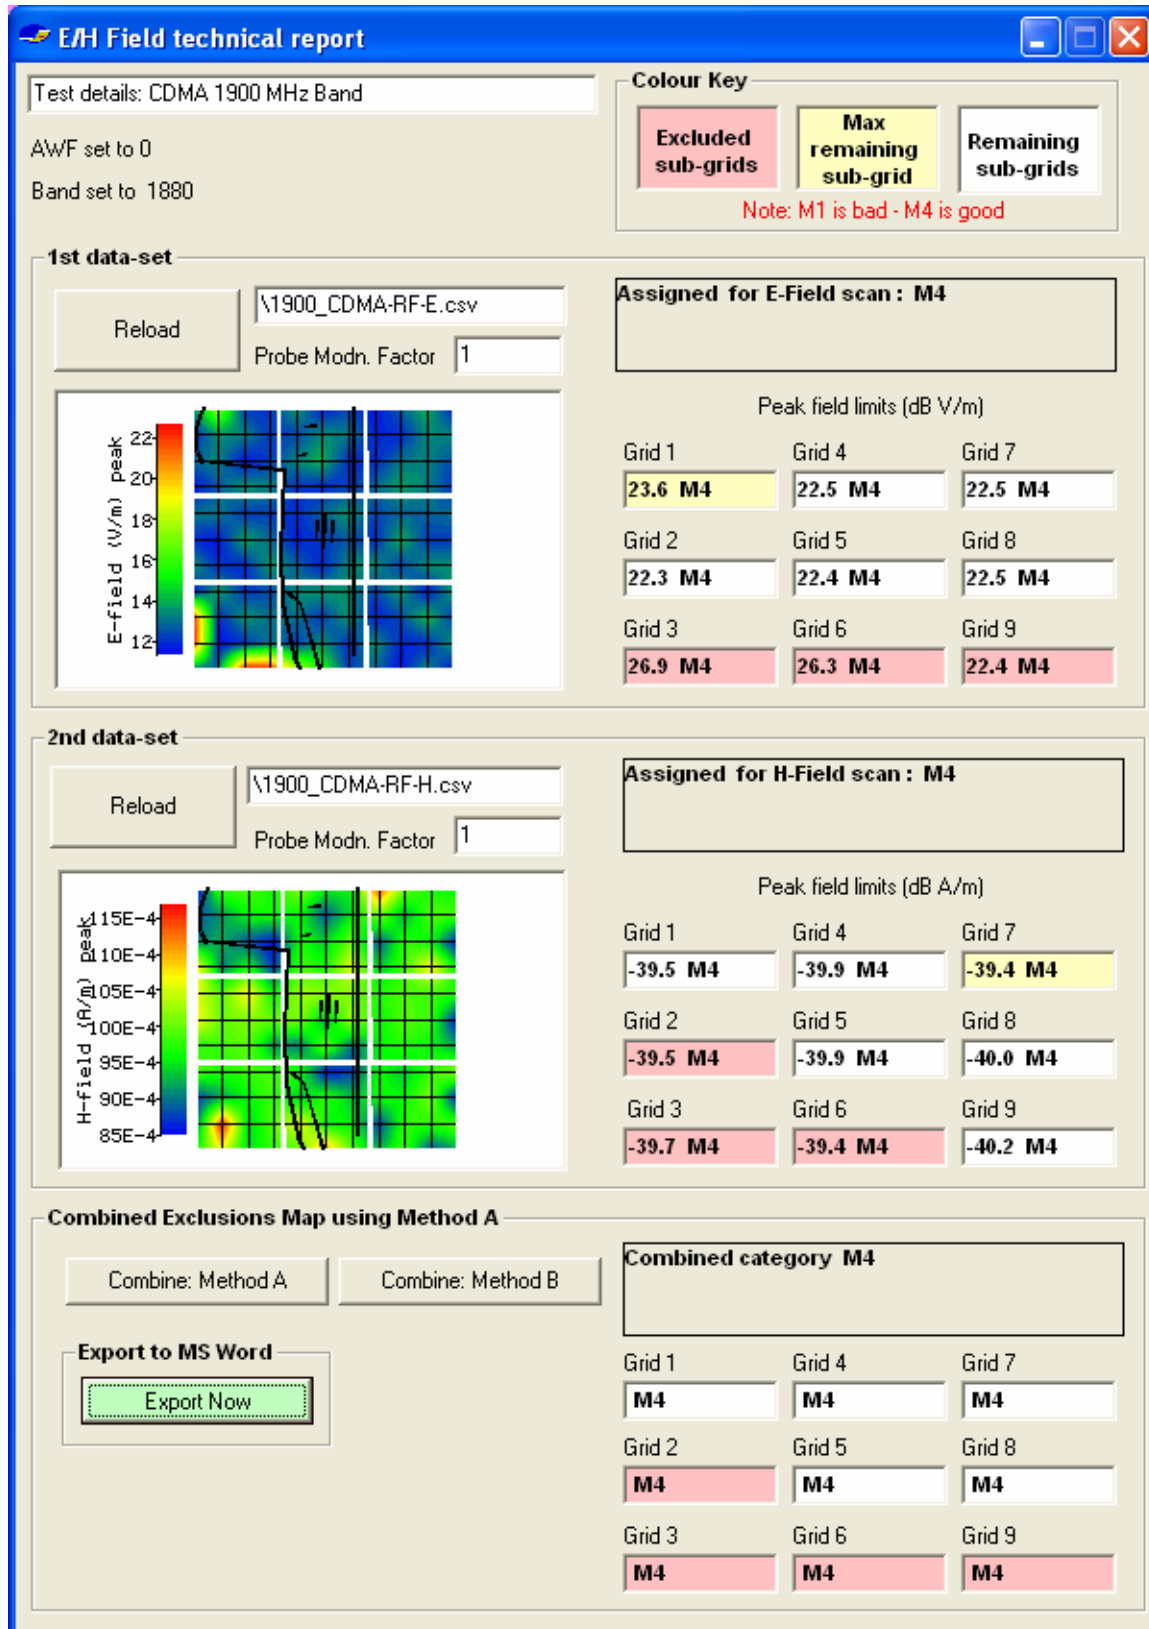 E/H Field technical report
Test details: CDMA 1900 MHz Band
AWF set to 0
Band set to 1880
Colour Key
Excluded sub-grids
Max remaining sub-grid
Remaining sub-grids
Note: M1 is bad - M4 is good
1st data-set
Reload
\1900_CDMA-RF-E.csv
Probe Modn. Factor 1
E-field (V/m) peak
22
20
18
16
14
12
Assigned for E-Field scan : M4
Peak field limits (dB V/m)
Grid 1 Grid 4 Grid 7
23.6 M4 22.5 M4 22.5 M4
Grid 2 Grid 5 Grid 8
22.3 M4 22.4 M4 22.5 M4
Grid 3 Grid 6 Grid 9
26.9 M4 26.3 M4 22.4 M4
2nd data-set
Reload
\1900_CDMA-RF-H.csv
Probe Modn. Factor 1
H-field (A/m) peak
115E-4
110E-4
105E-4
100E-4
95E-4
90E-4
85E-4
Assigned for H-Field scan : M4
Peak field limits (dB A/m)
Grid 1 Grid 4 Grid 7
-39.5 M4 -39.9 M4 -39.4 M4
Grid 2 Grid 5 Grid 8
-39.5 M4 -39.9 M4 -40.0 M4
Grid 3 Grid 6 Grid 9
-39.7 M4 -39.4 M4 -40.2 M4
Combined Exclusions Map using Method A
Combine: Method A Combine: Method B
Export to MS Word
Export Now
Combined category M4
Grid 1 Grid 4 Grid 7
M4 M4 M4
Grid 2 Grid 5 Grid 8
M4 M4 M4
Grid 3 Grid 6 Grid 9
M4 M4 M4